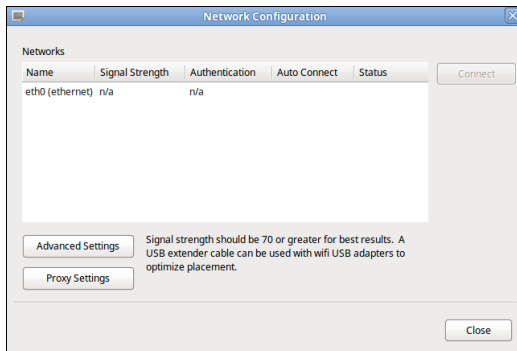 Network Configuration
Networks
Name Signal Strength Authentication Auto Connect Status
Connect
eth0 (ethernet) n/a n/a
Advanced Settings
Signal strength should be 70 or greater for best results. A
USB extender cable can be used with wifi USB adapters to
optimize placement.
Proxy Settings
Close